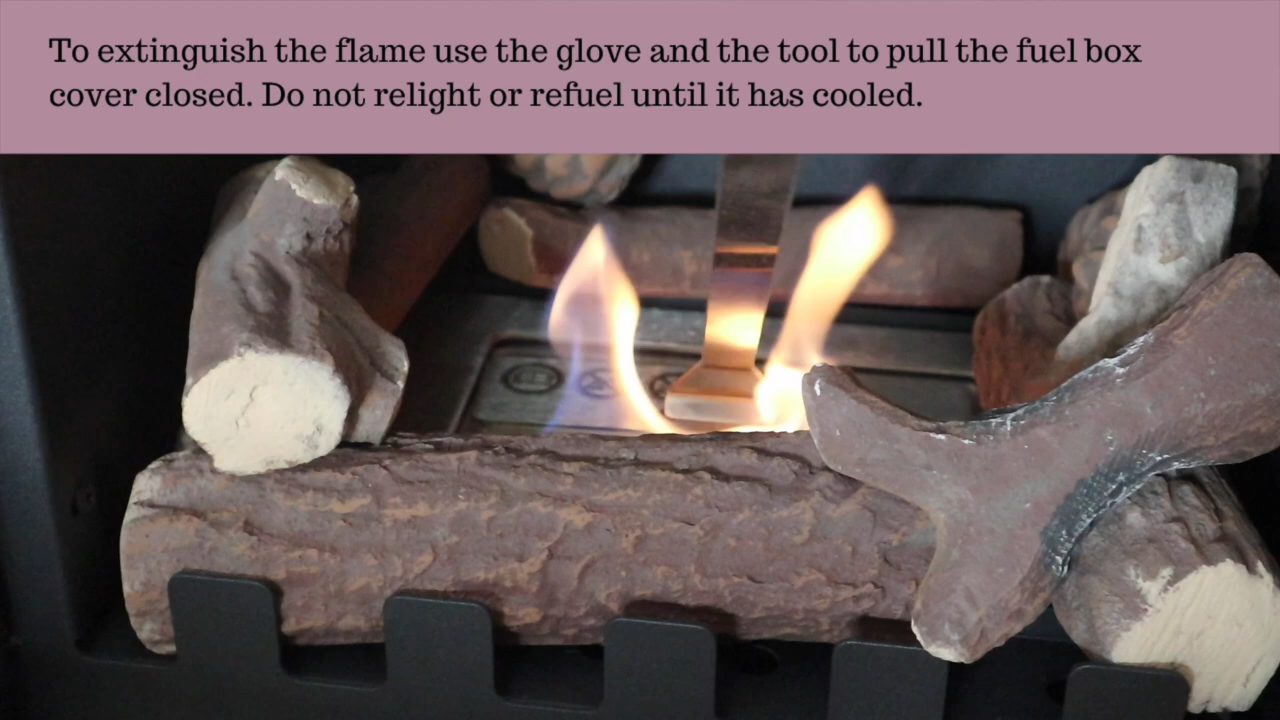 To extinguish the flame use the glove and the tool to pull the fuel box
cover closed. Do not relight or refuel until it has cooled.